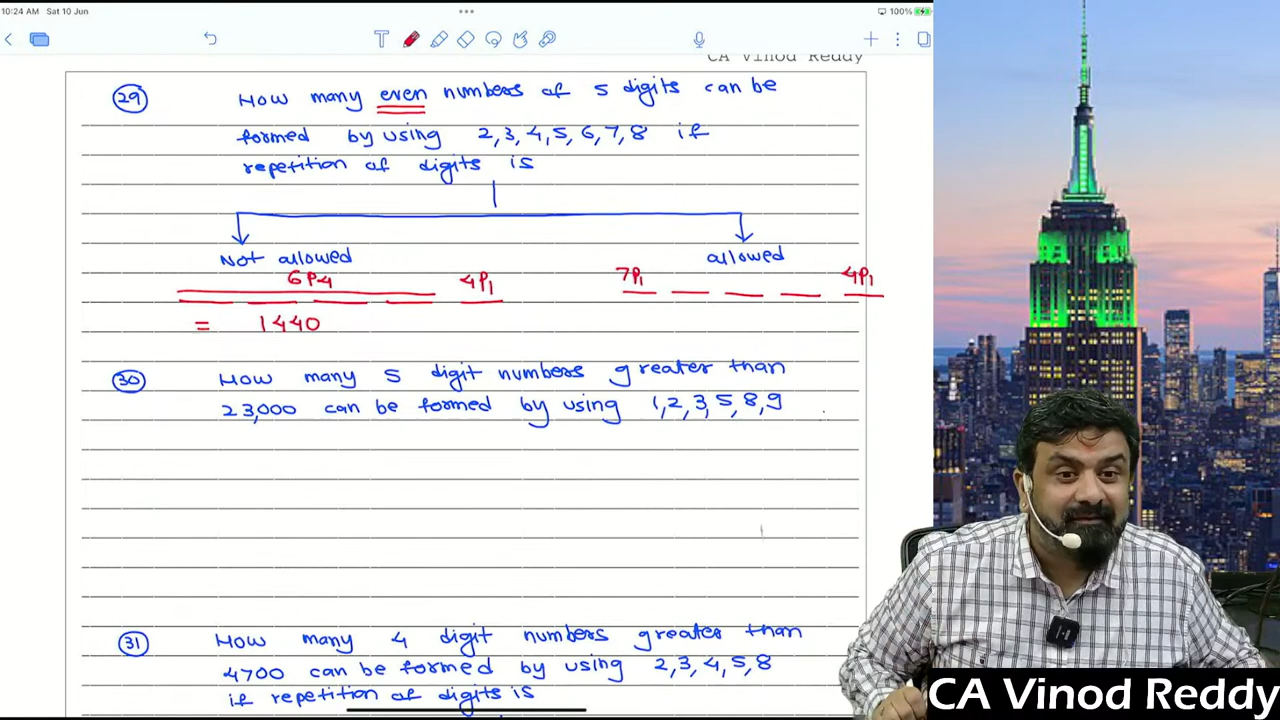 10:24 AM Sat 10 Jun
100%
CA Vinod Reddy
29 How many even numbers of 5 digits can be
formed by using 2,3,4,5,6,7,8 if
repetition of digits is
Not allowed allowed
6P4 4P1 7P1 4P1
= 1440
30 How many 5 digit numbers greater than
23,000 can be formed by using 1,2,3,5,8,9
31 How many 4 digit numbers greater than
4700 can be formed by using 2,3,4,5,8
if repetition of digits is
CA Vinod Reddy